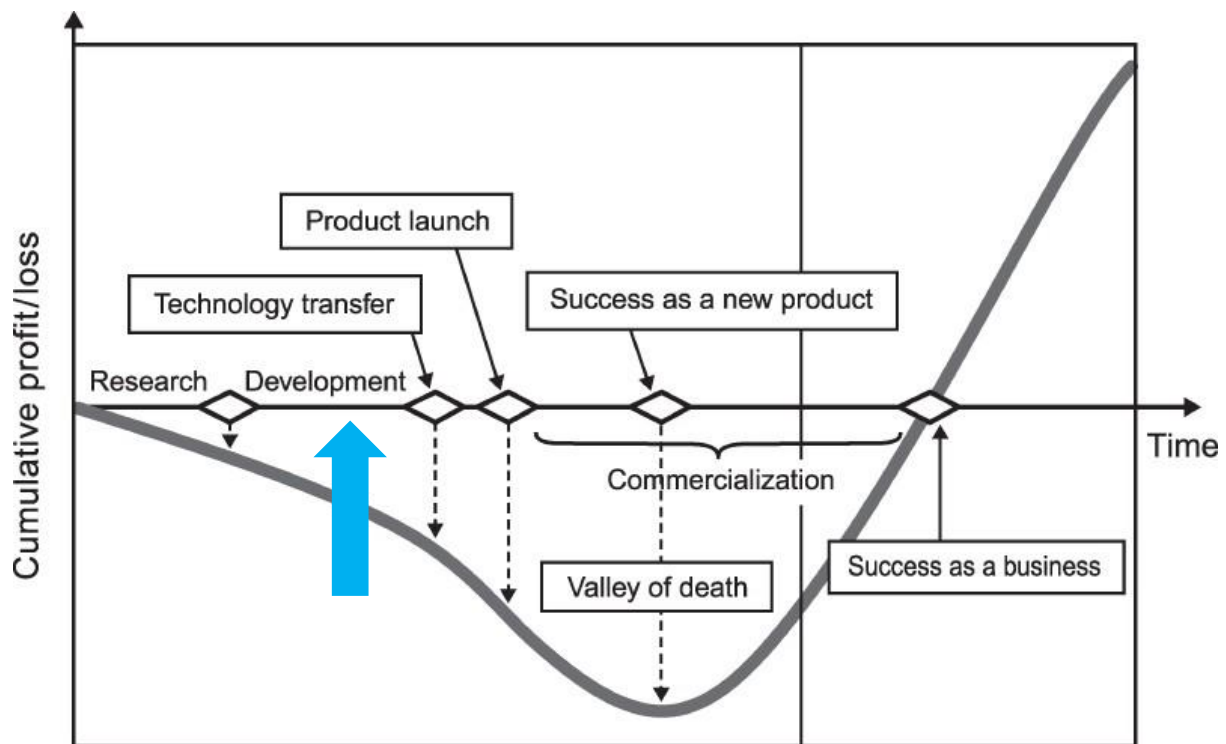 Product launch
Technology transfer
Success as a new product
Research
Development
Cumulative profit/loss
Time
Commercialization
Success as a business
Valley of death